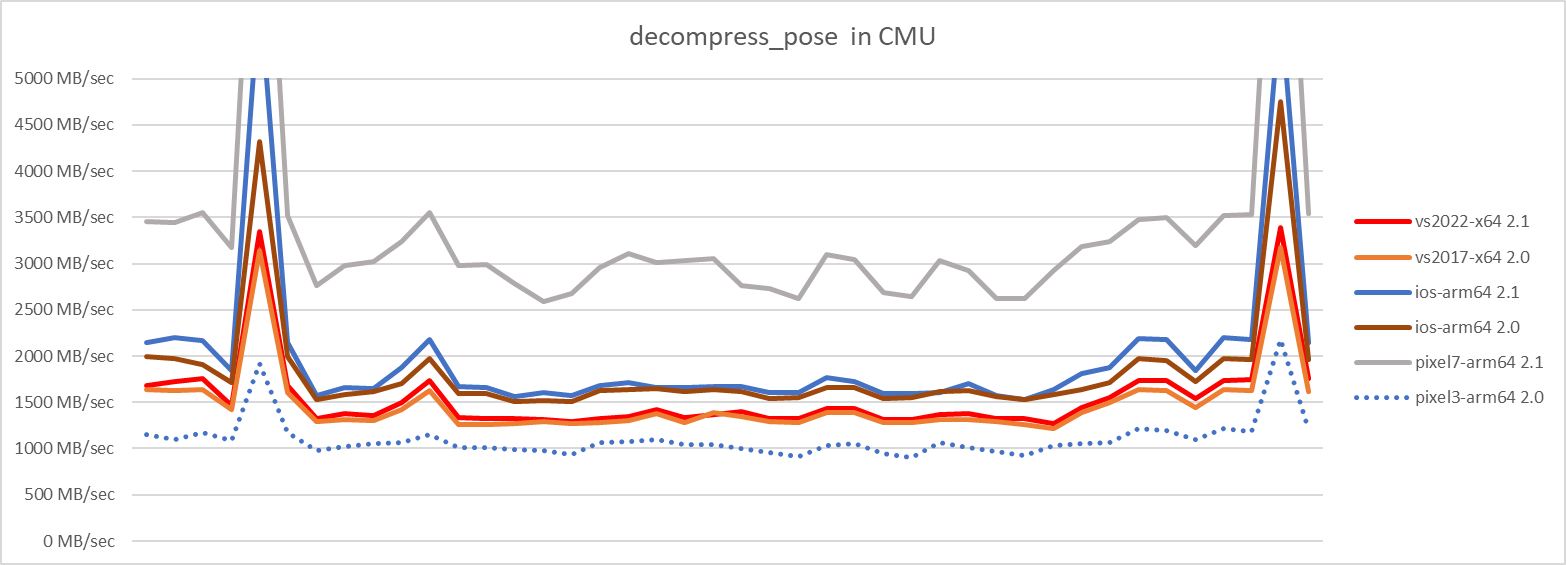 decompress_pose in CMU
5000 MB/sec
4500 MB/sec
4000 MB/sec
3500 MB/sec
3000 MB/sec
2500 MB/sec
2000 MB/sec
1500 MB/sec
1000 MB/sec
500 MB/sec
0 MB/sec
vs2022-x64 2.1
vs2017-x64 2.0
ios-arm64 2.1
ios-arm64 2.0
pixel7-arm64 2.1
pixel3-arm64 2.0